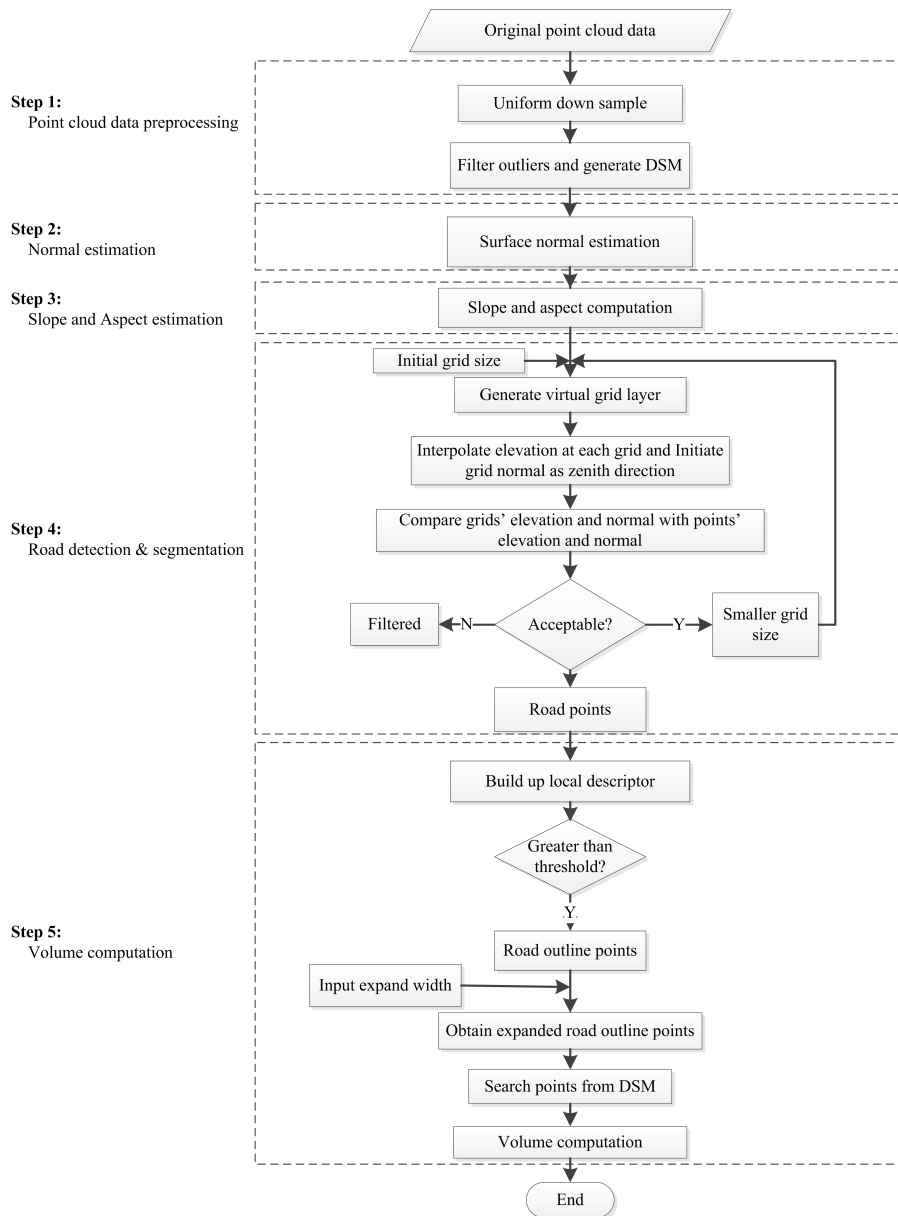 Original point cloud data
Step 1:
Point cloud data preprocessing
Uniform down sample
Filter outliers and generate DSM
Step 2:
Normal estimation
Surface normal estimation
Step 3:
Slope and Aspect estimation
Slope and aspect computation
Initial grid size
Generate virtual grid layer
Interpolate elevation at each grid and Initiate
grid normal as zenith direction
Step 4:
Road detection & segmentation
Compare grids' elevation and normal with points'
elevation and normal
Filtered
N
Acceptable?
Y
Smaller grid
size
Road points
Build up local descriptor
Greater than
threshold?
Y
Step 5:
Volume computation
Road outline points
Input expand width
Obtain expanded road outline points
Search points from DSM
Volume computation
End